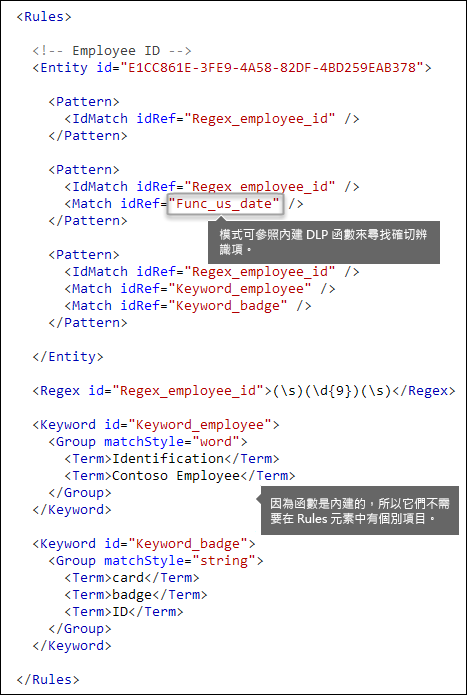 <Rules>
<!-- Employee ID -->
<Entity id="E1CC861E-3FE9-4A58-82DF-4BD259EAB378">
<Pattern>
<IdMatch idRef="Regex_employee_id" />
</Pattern>
<Pattern>
<IdMatch idRef="Regex_employee_id" />
<Match idRef="Func_us_date" />
</Pattern>
模式可參照內建 DLP 函數來尋找確切辨
識項。
<Pattern>
<IdMatch idRef="Regex_employee_id" />
<Match idRef="Keyword_employee" />
<Match idRef="Keyword_badge" />
</Pattern>
</Entity>
<Regex id="Regex_employee_id">(\s)(\d{9})(\s)</Regex>
<Keyword id="Keyword_employee">
<Group matchStyle="word">
<Term>Identification</Term>
<Term>Contoso Employee</Term>
</Group>
</Keyword>
因為函數是內建的，所以它們不需
要在 Rules 元素中有個別項目。
<Keyword id="Keyword_badge">
<Group matchStyle="string">
<Term>card</Term>
<Term>badge</Term>
<Term>ID</Term>
</Group>
</Keyword>
</Rules>